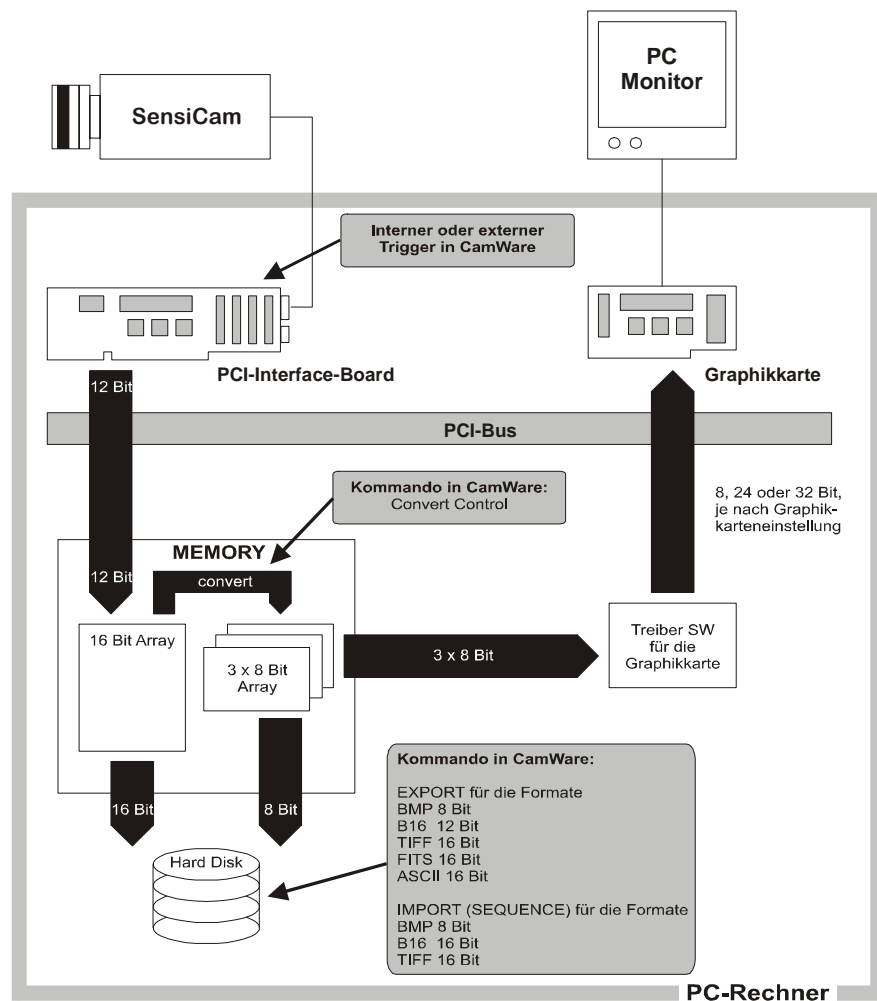 SensiCam
PC
Monitor
Interner oder externer
Trigger in CamWare
PCI-Interface-Board
Graphikkarte
12 Bit
PCI-Bus
Kommando in CamWare:
Convert Control
8, 24 oder 32 Bit,
je nach Graphik-
karteneinstellung
MEMORY
12 Bit
convert
16 Bit Array
3 x 8 Bit
Array
3 x 8 Bit
Treiber SW
für die
Graphikkarte
16 Bit
8 Bit
Hard Disk
Kommando in CamWare:
EXPORT für die Formate
BMP 8 Bit
B16 12 Bit
TIFF 16 Bit
FITS 16 Bit
ASCII 16 Bit
IMPORT (SEQUENCE) für die Formate
BMP 8 Bit
B16 16 Bit
TIFF 16 Bit
PC-Rechner